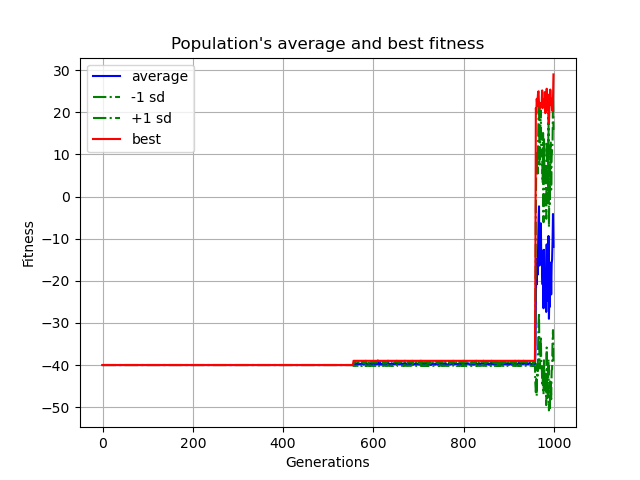 Population's average and best fitness
average
-1 sd
+1 sd
best
Fitness
30
20
10
0
−10
−20
−30
−40
−50
0 200 400 600 800 1000
Generations